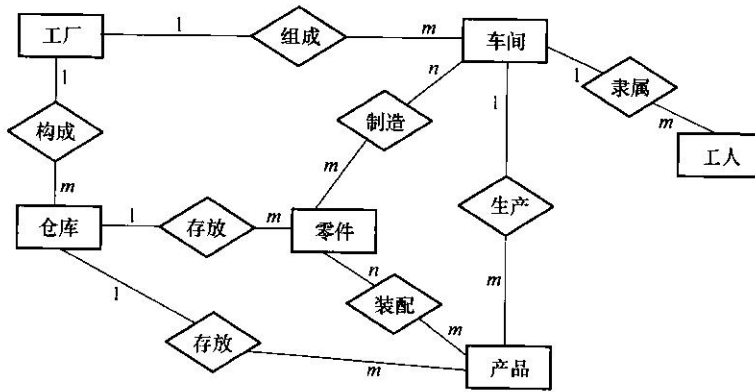 工厂 1 组成 m 车间
1 n 1 1 隶属
构成 制造 m 工人
m m 生产
仓库 1 存放 m 零件
n m
1 装配
存放 m m 产品